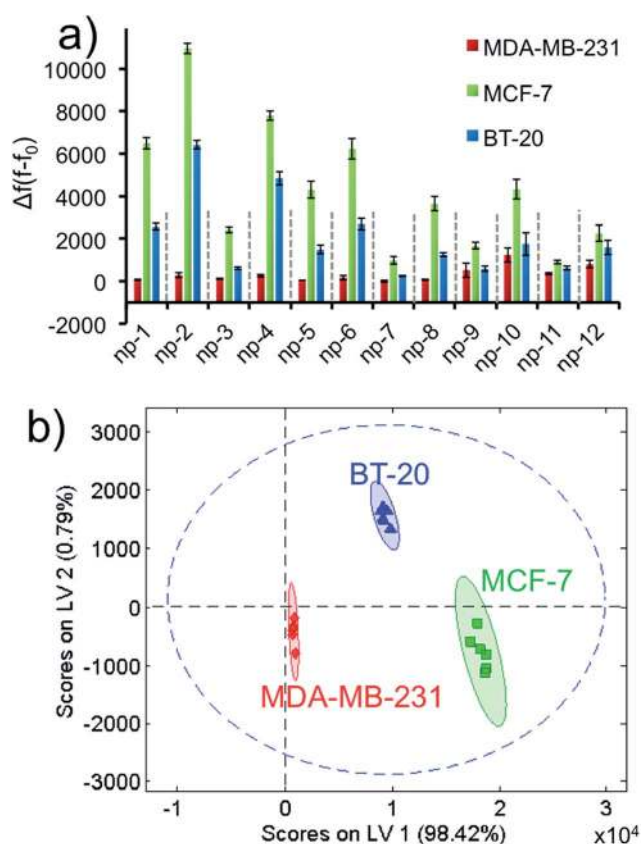 a)
Δf(f-f₀)
10000
8000
6000
4000
2000
0
-2000
MDA-MB-231
MCF-7
BT-20
np-1
np-2
np-3
np-4
np-5
np-6
np-7
np-8
np-9
np-10
np-11
np-12
b)
Scores on LV 2 (0.79%)
3000
2000
1000
0
-1000
-2000
-3000
BT-20
MCF-7
MDA-MB-231
-1
0
1
2
3
Scores on LV 1 (98.42%)
x 10⁴